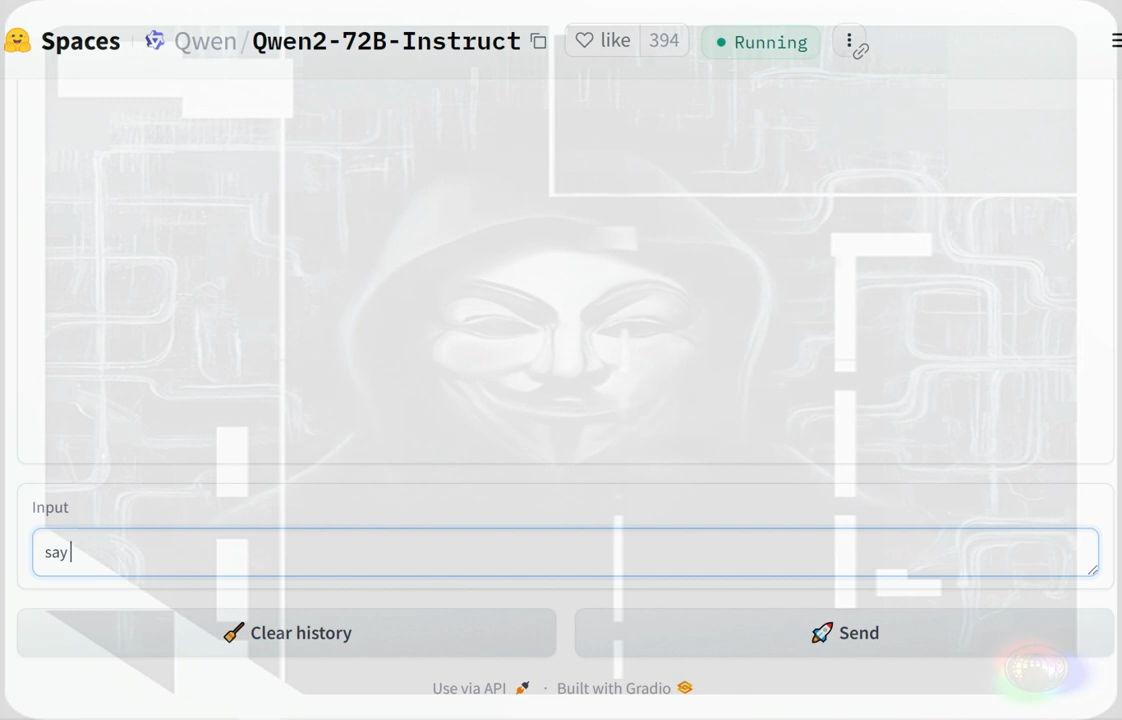 Spaces Qwen/Qwen2-72B-Instruct like 394 Running
Input
say
Clear history Send
Use via API · Built with Gradio